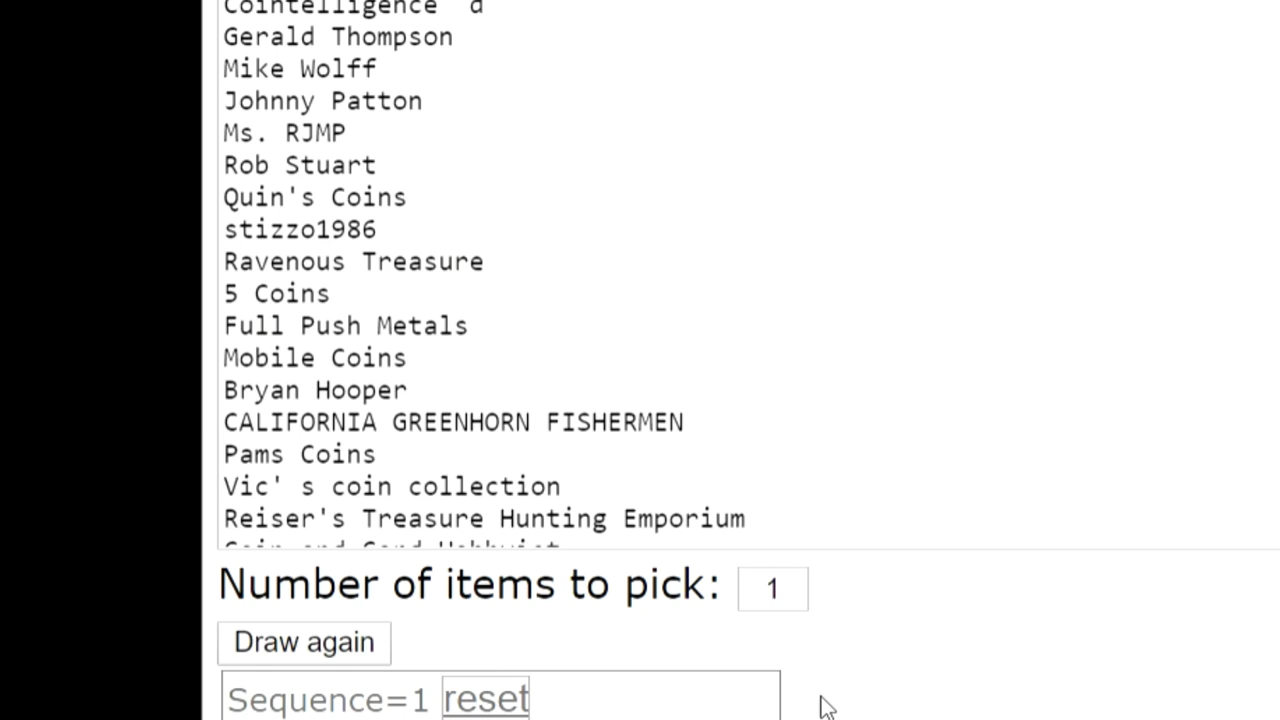 Cointelligence d
Gerald Thompson
Mike Wolff
Johnny Patton
Ms. RJMP
Rob Stuart
Quin's Coins
stizzo1986
Ravenous Treasure
5 Coins
Full Push Metals
Mobile Coins
Bryan Hooper
CALIFORNIA GREENHORN FISHERMEN
Pams Coins
Vic' s coin collection
Reiser's Treasure Hunting Emporium
Number of items to pick: 1
Draw again
Sequence=1 reset